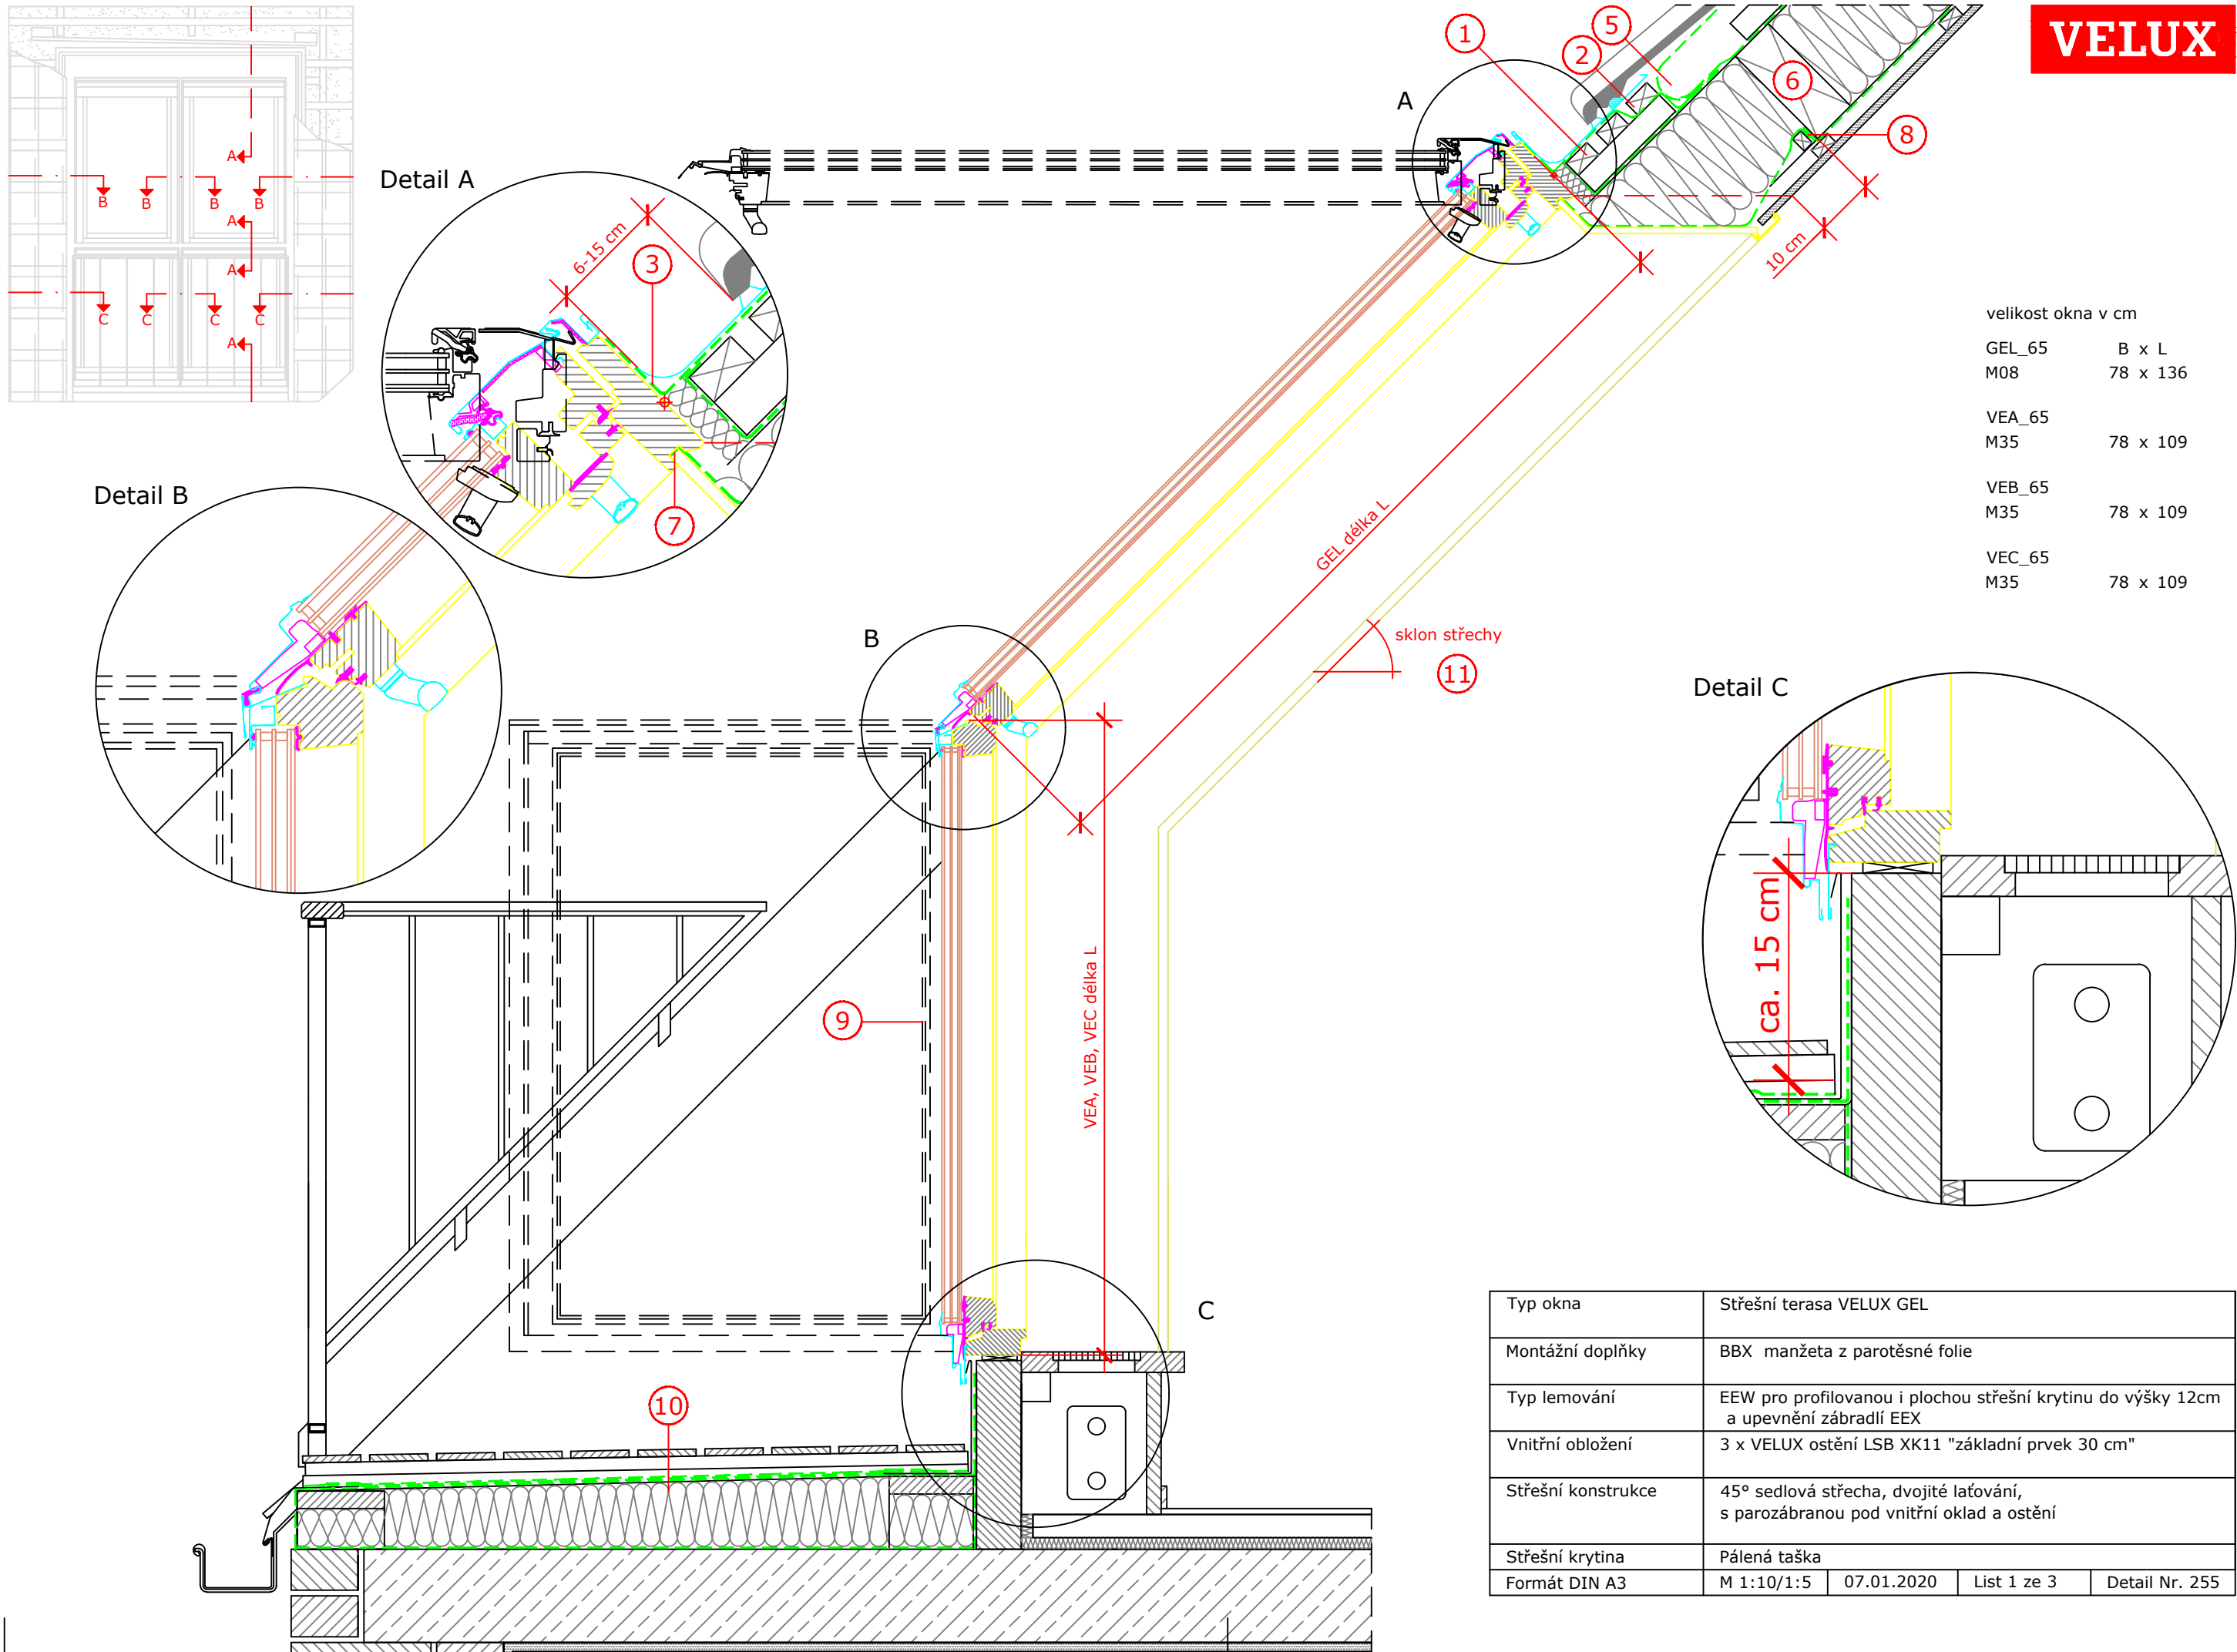 VELUX
A
A
A
A
B
B
B
B
C
C
C
C
Detail A
6-15 cm
3
7
Detail B
A
1
2
5
6
8
10 cm
GEL délka L
sklon střechy
11
B
VEA, VEB, VEC délka L
9
10
C
velikost okna v cm
GEL_65 B x L
M08 78 x 136
VEA_65
M35 78 x 109
VEB_65
M35 78 x 109
VEC_65
M35 78 x 109
Detail C
ca. 15 cm
Typ okna Střešní terasa VELUX GEL
Montážní doplňky BBX manžeta z parotěsné folie
Typ lemování EEW pro profilovanou i plochou střešní krytinu do výšky 12cm
a upevnění zábradlí EEX
Vnitřní obložení 3 x VELUX ostění LSB XK11 "základní prvek 30 cm"
Střešní konstrukce 45° sedlová střecha, dvojité laťování,
s parozábranou pod vnitřní oklad a ostění
Střešní krytina Pálená taška
Formát DIN A3 M 1:10/1:5 07.01.2020 List 1 ze 3 Detail Nr. 255